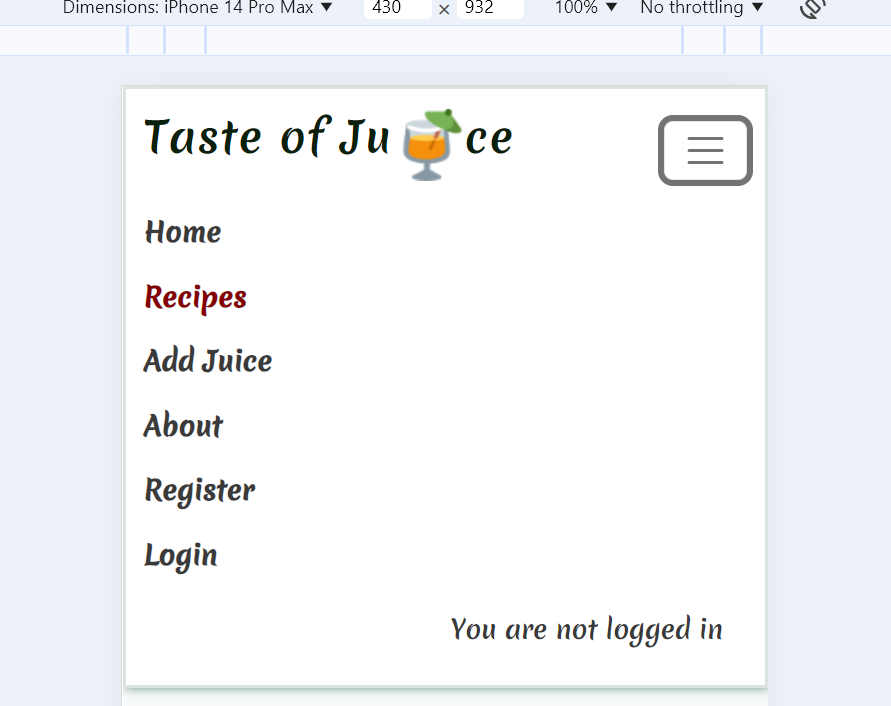 Dimensions: iPhone 14 Pro Max ▼ 430 × 932 100% ▼ No throttling ▼
Taste of Ju🍹ce
Home
Recipes
Add Juice
About
Register
Login
You are not logged in